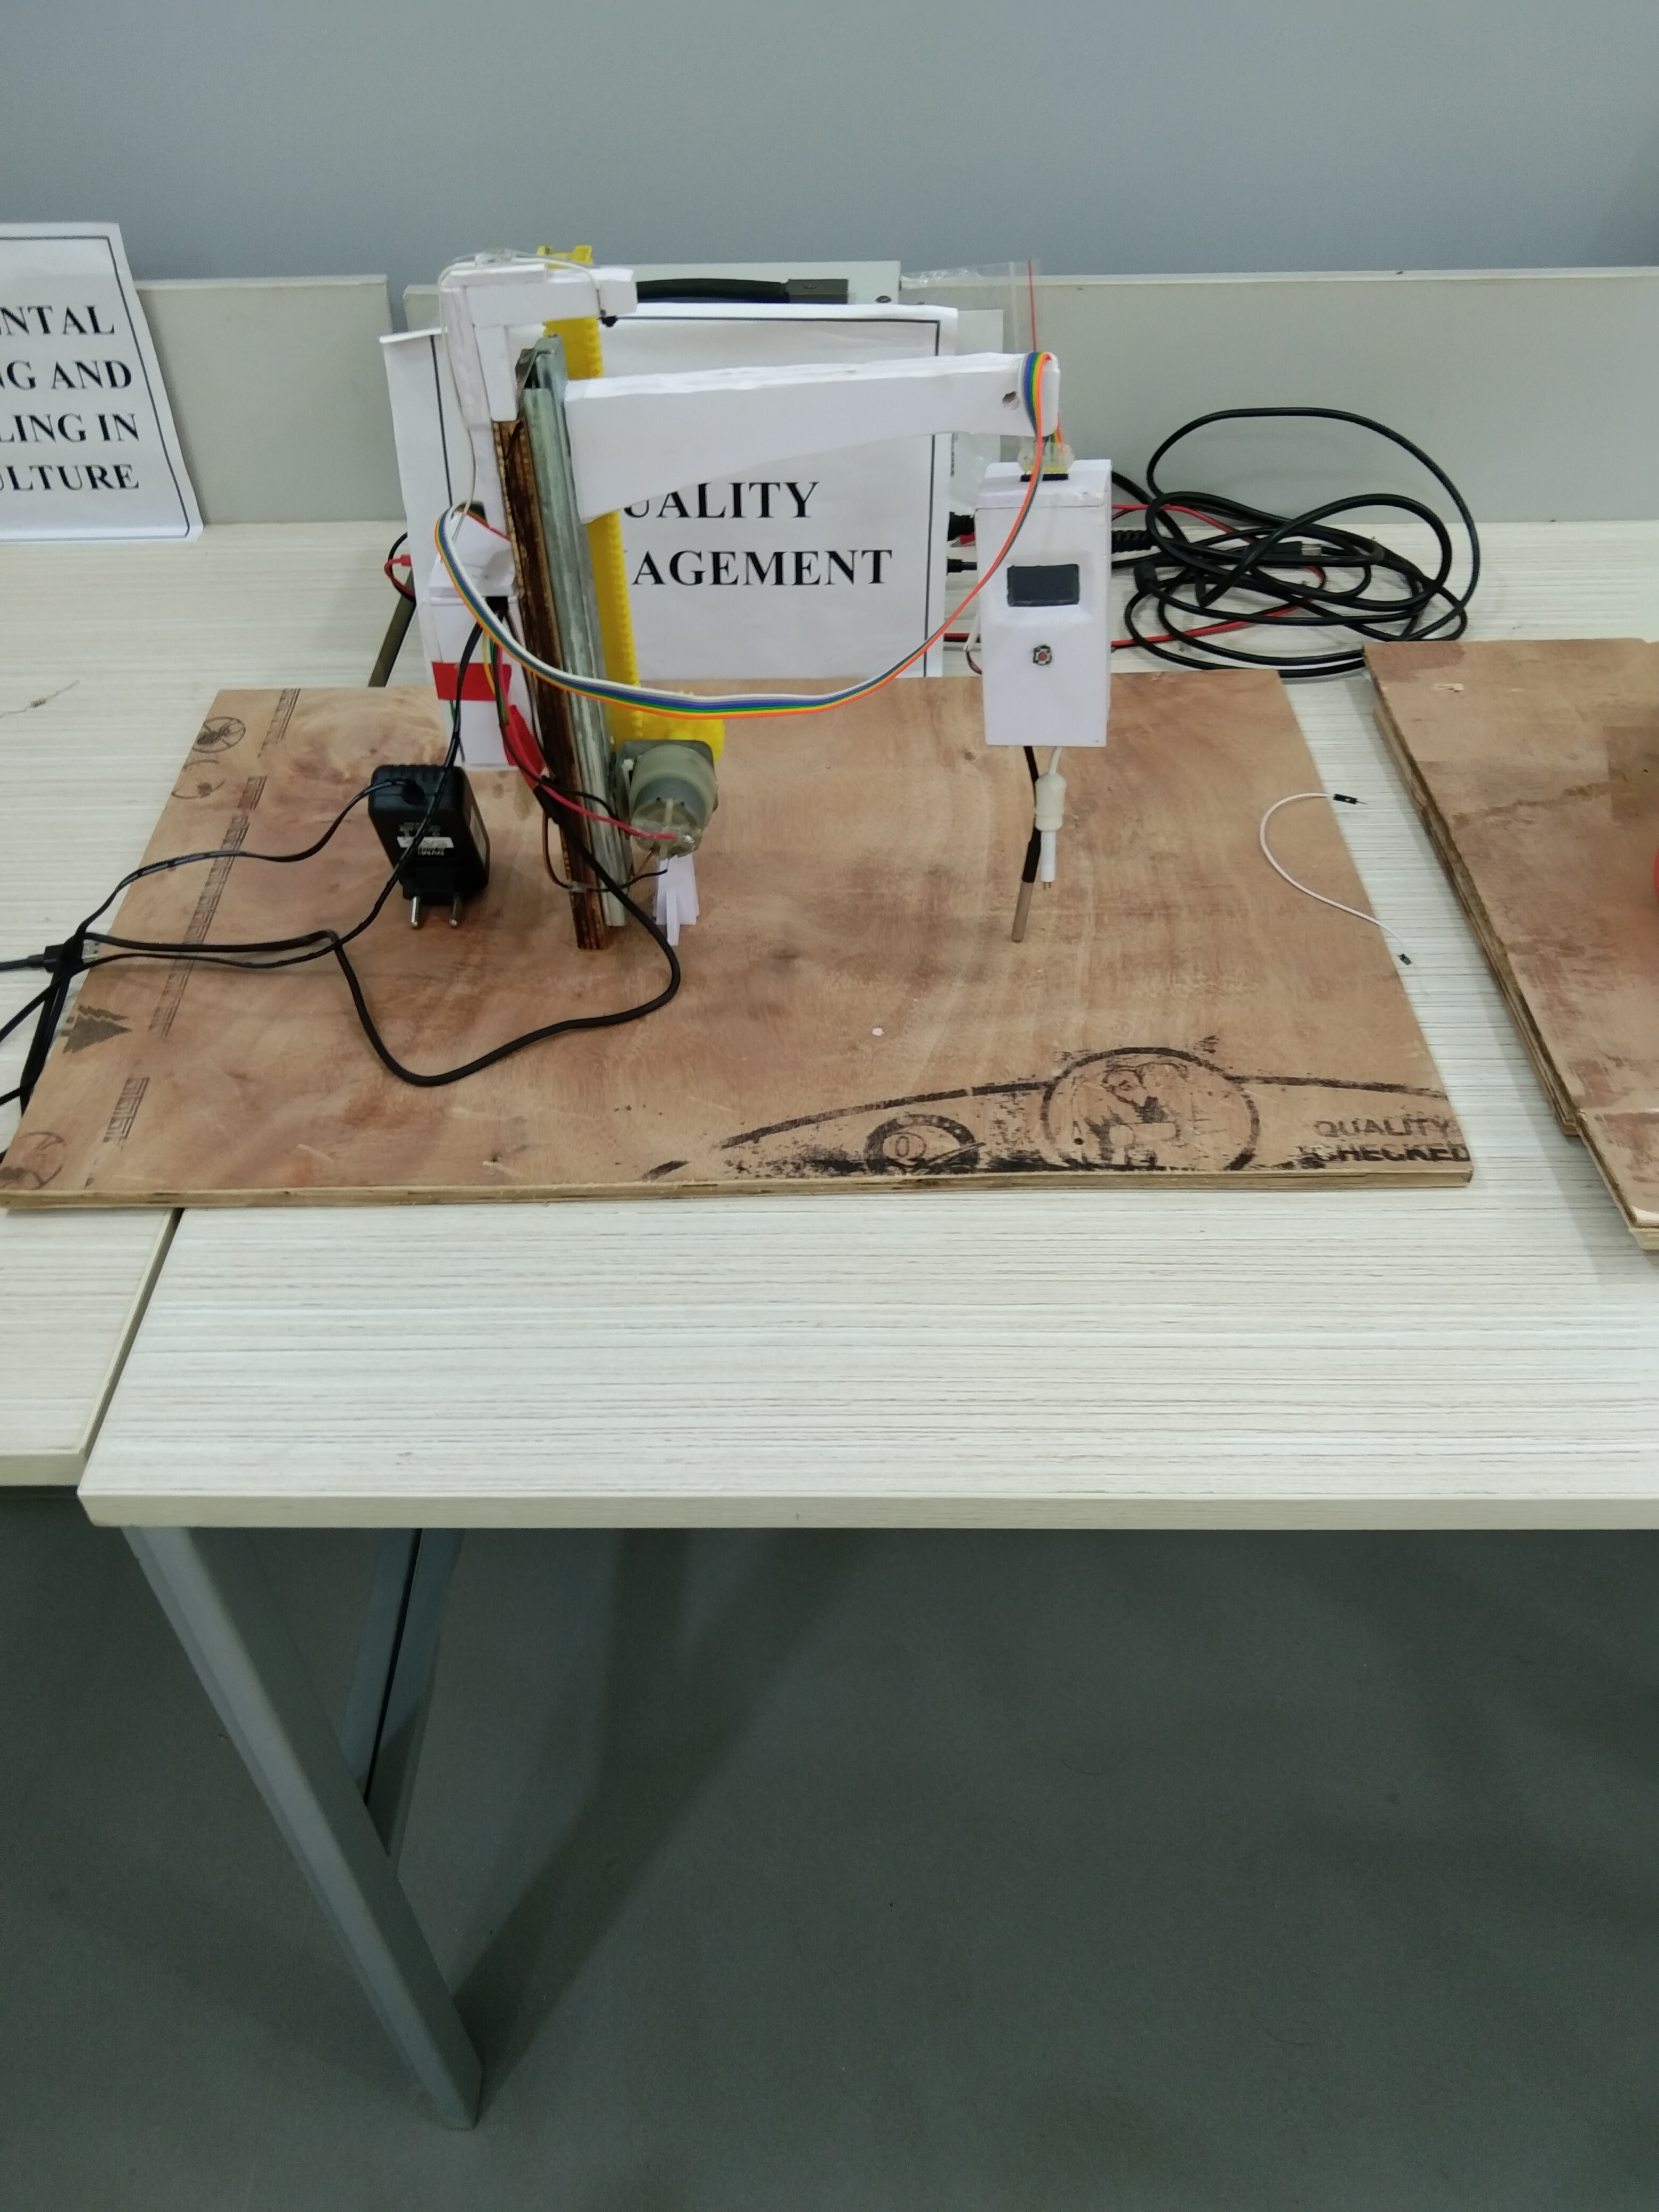 NTAL
NG AND
LING IN
ULTURE
UALITY
AGEMENT
QUALITY
CHECKED